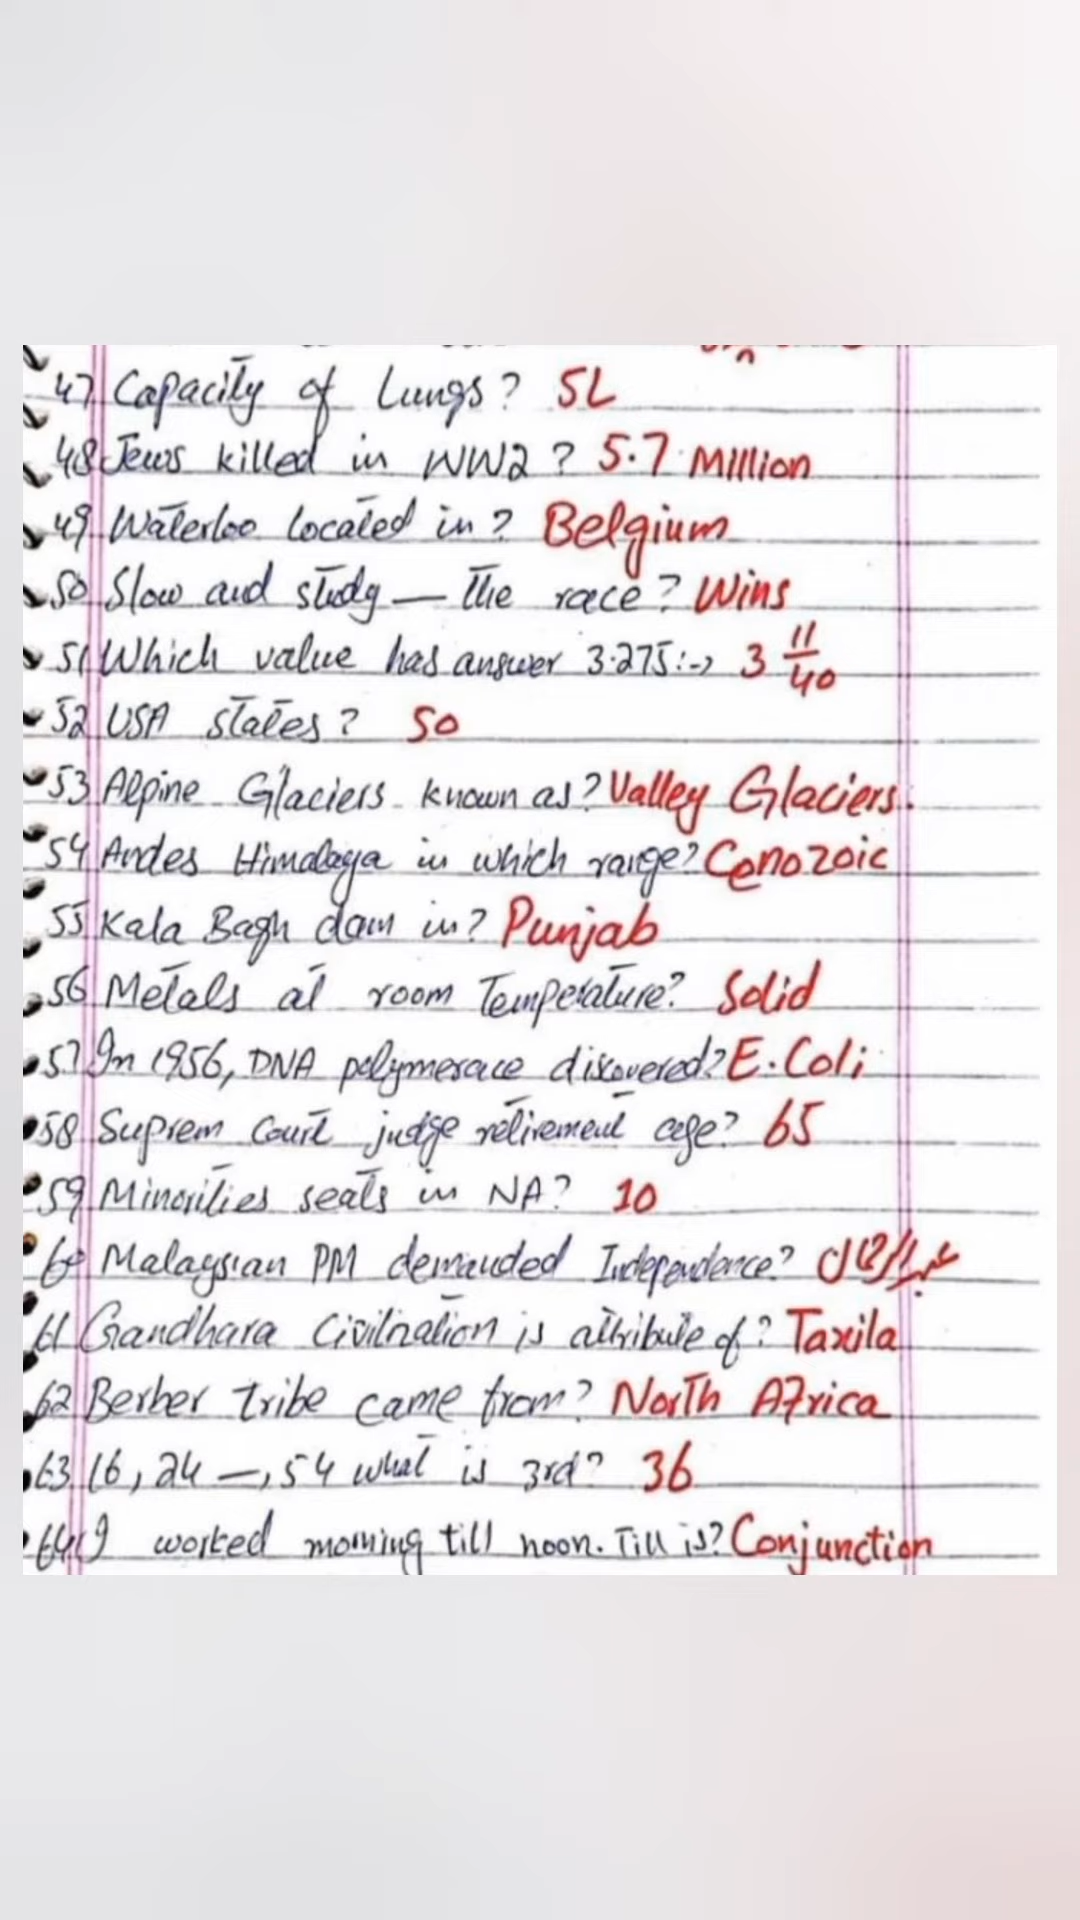 47 Capacity of Lungs? 5L
48 Jews killed in WW2? 5.7 Million
49 Waterloo located in? Belgium
50 Slow and study — the race? Wins
51 Which value has answer 3.275:-> 3 11/40
52 USA states? 50
53 Alpine Glaciers known as? Valley Glaciers.
54 Andes Himalaya in which range? Cenozoic
55 Kala Bagh dam in? Punjab
56 Metals at room Temperature? Solid
57 In 1956, DNA polymerace discovered? E.Coli
58 Suprem Court judge retirement age? 65
59 Minorities seats in NA? 10
60 Malaysian PM demanded Independence?
61 Gandhara Civilzation is attribute of? Taxila
62 Berber tribe came from? North Africa
63 16, 24 —, 54 what is 3rd? 36
64 I worked morning till noon. Till is? Conjunction